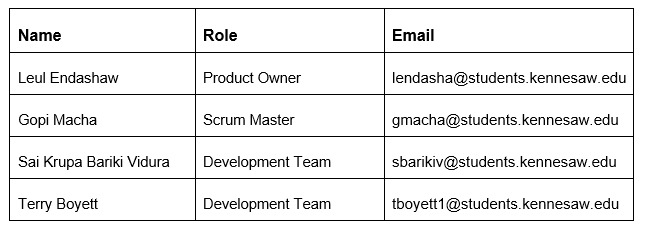 Name Role Email
Leul Endashaw Product Owner lendasha@students.kennesaw.edu
Gopi Macha Scrum Master gmacha@students.kennesaw.edu
Sai Krupa Bariki Vidura Development Team sbarikiv@students.kennesaw.edu
Terry Boyett Development Team tboyett1@students.kennesaw.edu